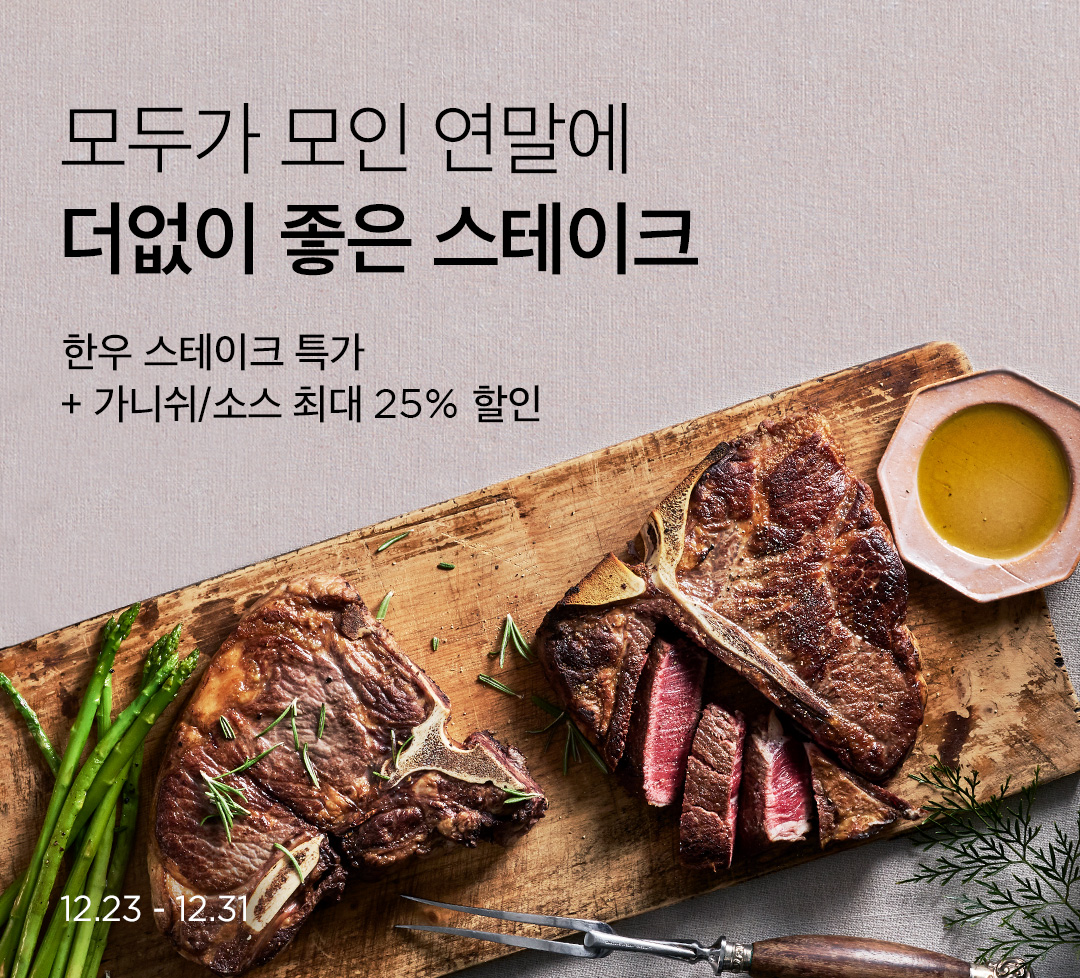 모두가 모인 연말에
더없이 좋은 스테이크
한우 스테이크 특가
+ 가니쉬/소스 최대 25% 할인
12.23 - 12.31